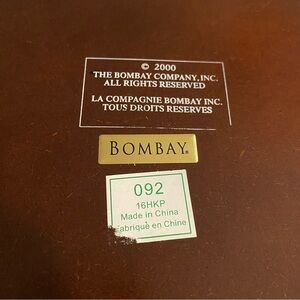 © 2000
THE BOMBAY COMPANY, INC.
ALL RIGHTS RESERVED
LA COMPAGNIE BOMBAY INC.
TOUS DROITS RESERVES
BOMBAY®
092
16HKP
Made in China
Fabriqué en Chine